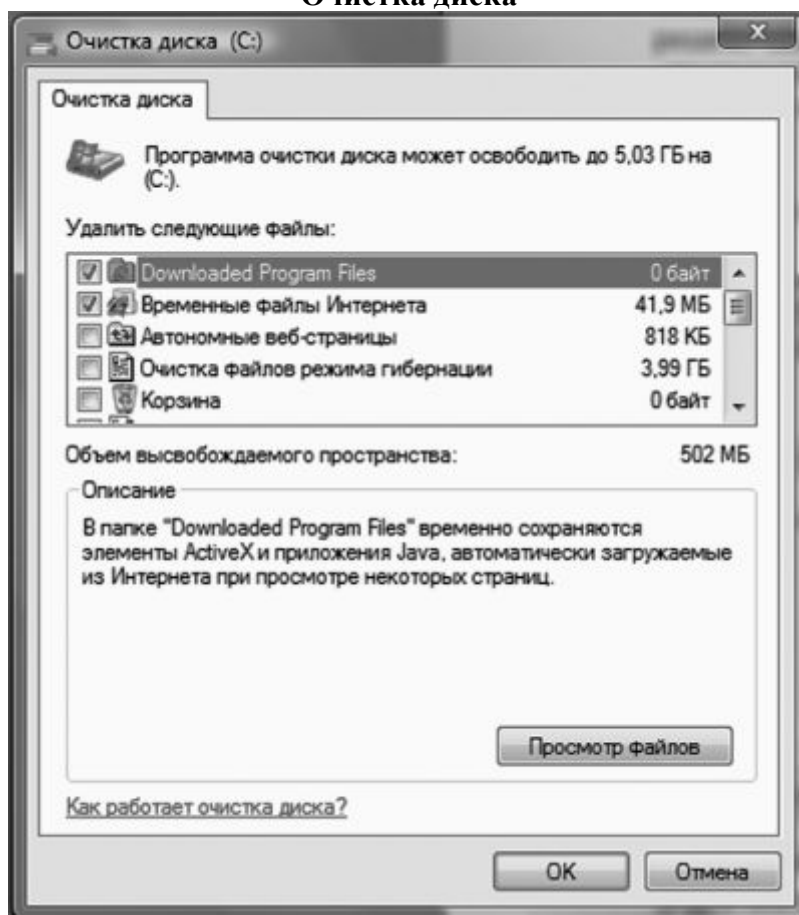 Очистка диска
Очистка диска (C:)
x
Очистка диска
Программа очистки диска может освободить до 5,03 ГБ на
(C:).
Удалить следующие файлы:
Downloaded Program Files 0 байт
Временные файлы Интернета 41,9 МБ
Автономные веб-страницы 818 КБ
Очистка файлов режима гибернации 3,99 ГБ
Корзина 0 байт
Объем высвобождаемого пространства: 502 МБ
Описание
В папке "Downloaded Program Files" временно сохраняются
элементы ActiveX и приложения Java, автоматически загружаемые
из Интернета при просмотре некоторых страниц.
Просмотр файлов
Как работает очистка диска?
OK Отмена